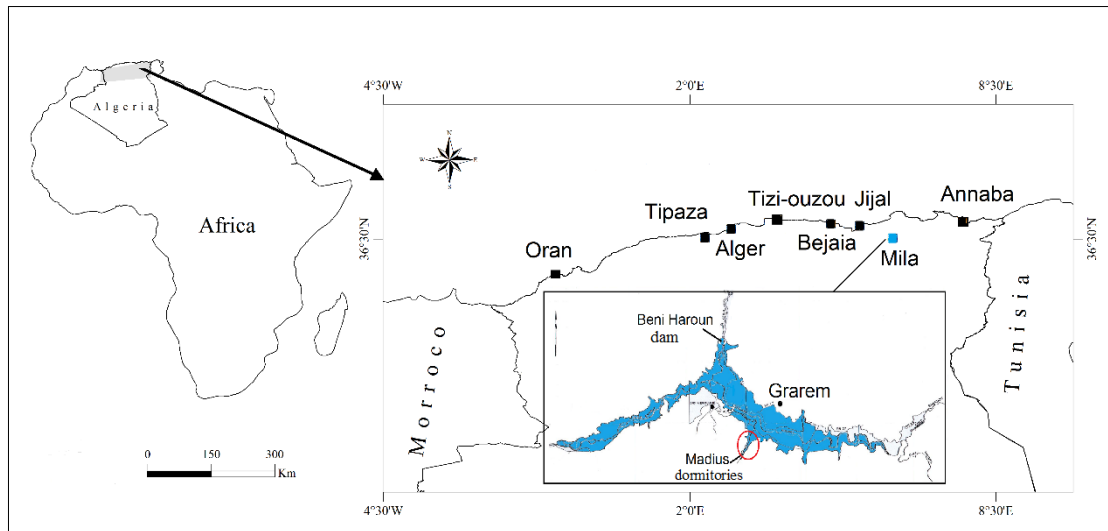 4°30'W
2°0'E
8°30'E
Algeria
Africa
N
W
E
S
36°30'N
36°30'N
Oran
Tipaza
Alger
Tizi-ouzou
Bejaia
Jijal
Annaba
Mila
Morroco
Tunisia
Beni Haroun
dam
Grarem
Madius
dormitories
0
150
300
Km
4°30'W
2°0'E
8°30'E